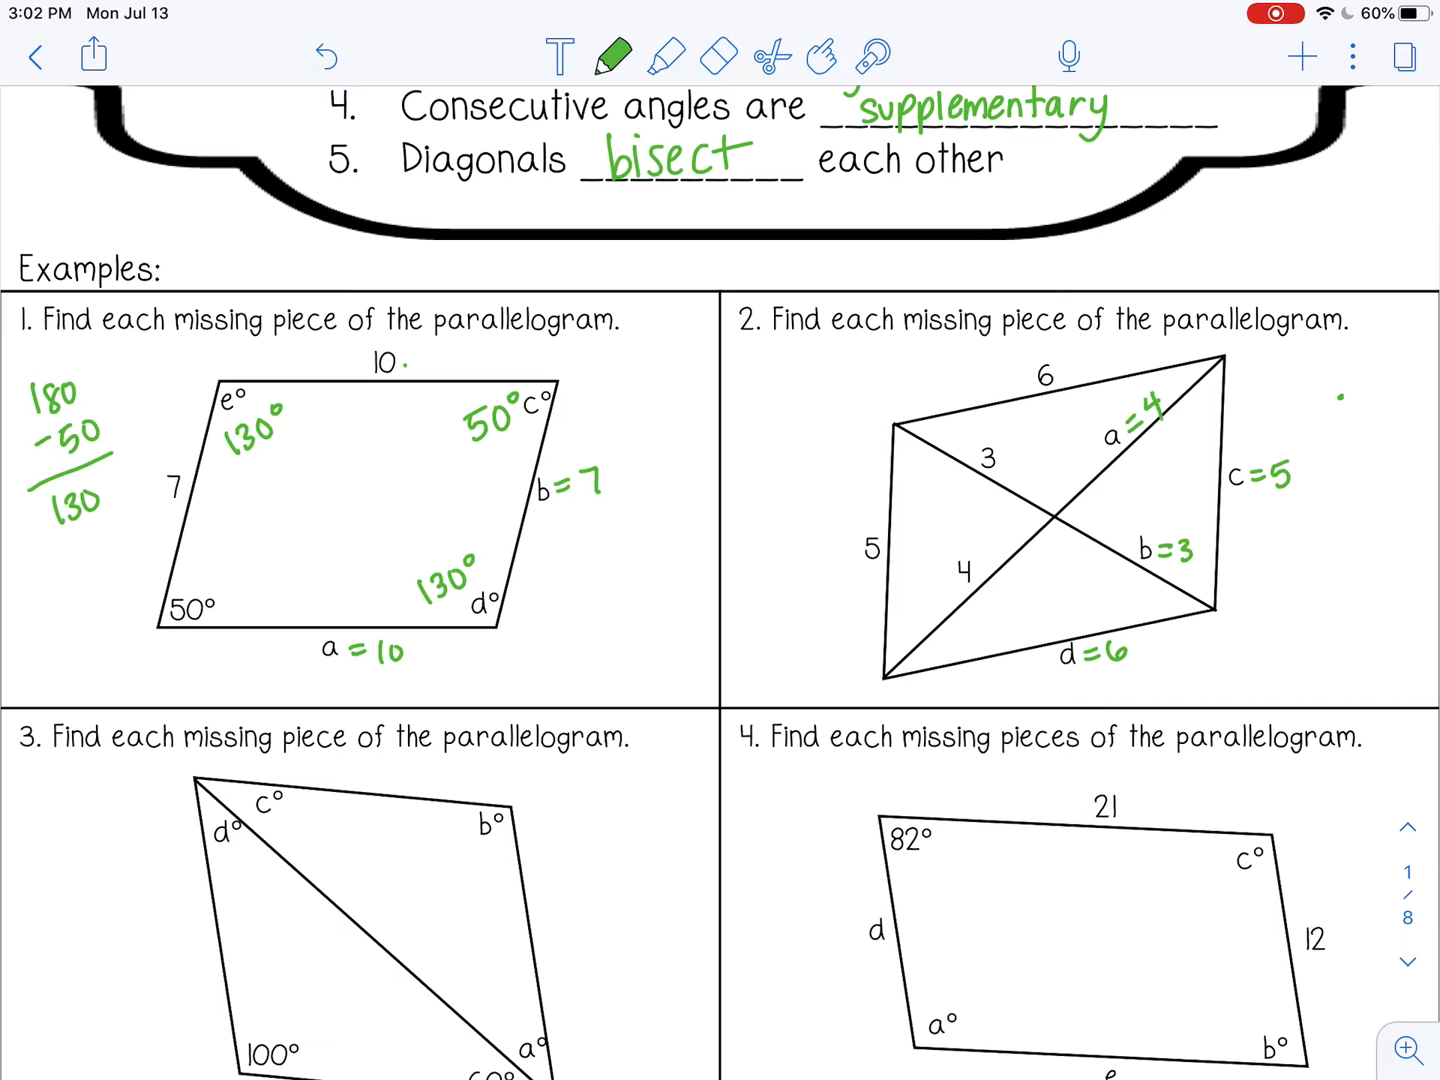 3:02 PM Mon Jul 13 60%
4. Consecutive angles are supplementary
5. Diagonals bisect each other
Examples:
1. Find each missing piece of the parallelogram.
10
180
-50
130
e°
130°
50° c°
7
b = 7
130°
50°
d°
a = 10
2. Find each missing piece of the parallelogram.
6
a = 4
3
c = 5
5
b = 3
4
d = 6
3. Find each missing piece of the parallelogram.
c°
d°
b°
100°
a°
4. Find each missing pieces of the parallelogram.
21
82°
c°
d
12
a°
b°
1
/
8